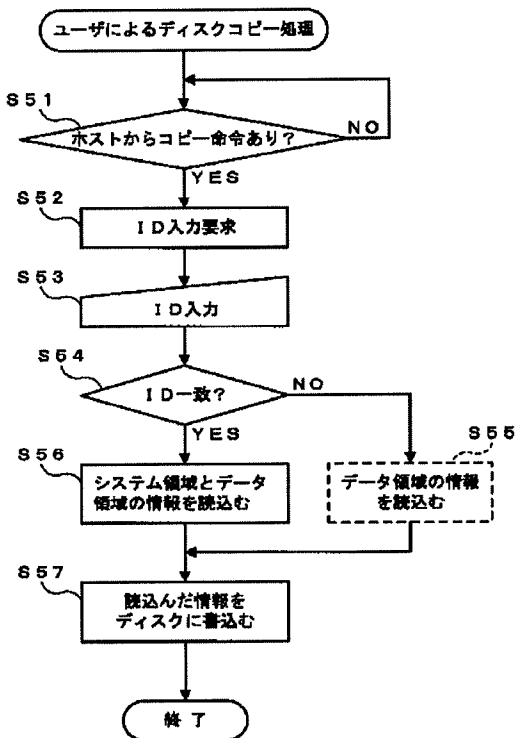 ユーザによるディスクコピー処理
S51
ホストからコピー命令あり？
NO
YES
S52
ID入力要求
S53
ID入力
S54
ID一致？
NO
YES
S55
データ領域の情報
を読込む
S56
システム領域とデータ
領域の情報を読込む
S57
読込んだ情報を
ディスクに書込む
終了